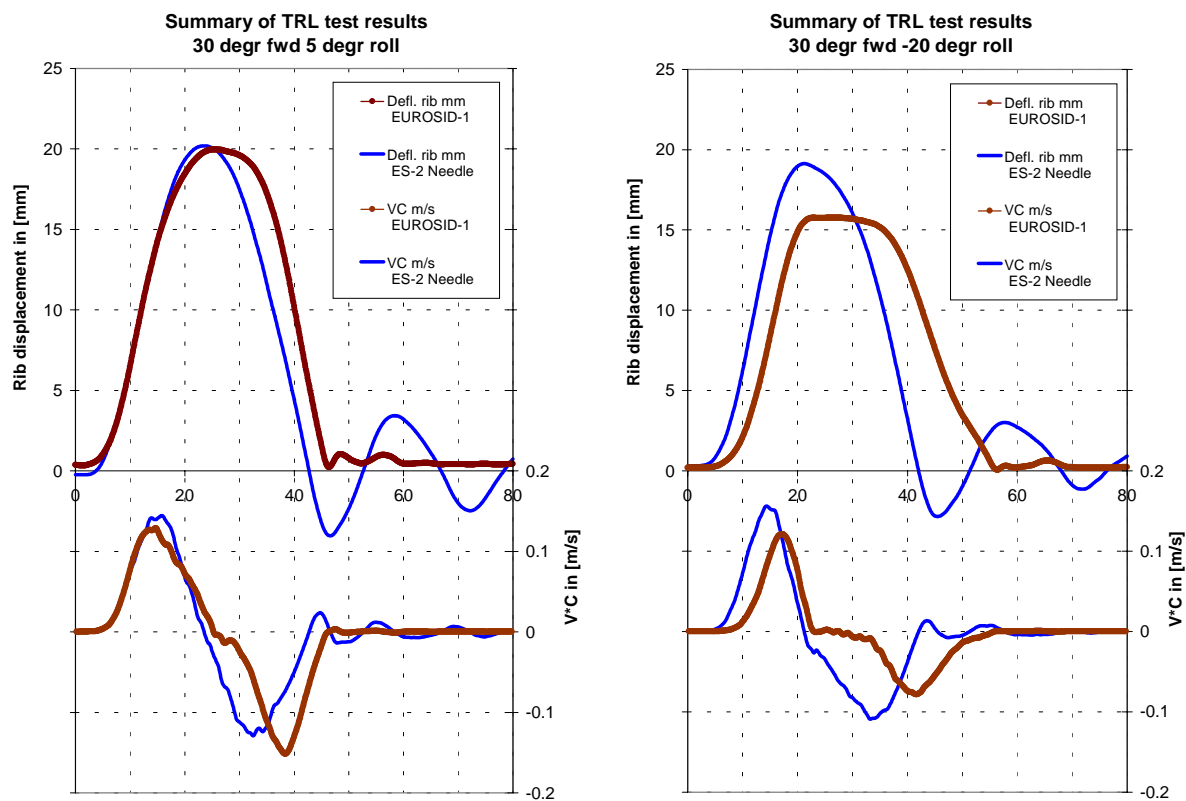 Summary of TRL test results
30 degr fwd 5 degr roll
25
20
15
10
5
0
Rib displacement in [mm]
Defl. rib mm
EUROSID-1
Defl. rib mm
ES-2 Needle
VC m/s
EUROSID-1
VC m/s
ES-2 Needle
0 20 40 60 80
0.2
0.1
0
-0.1
-0.2
V*C in [m/s]
Summary of TRL test results
30 degr fwd -20 degr roll
25
20
15
10
5
0
Rib displacement in [mm]
Defl. rib mm
EUROSID-1
Defl. rib mm
ES-2 Needle
VC m/s
EUROSID-1
VC m/s
ES-2 Needle
0 20 40 60 80
0.2
0.1
0
-0.1
-0.2
V*C in [m/s]